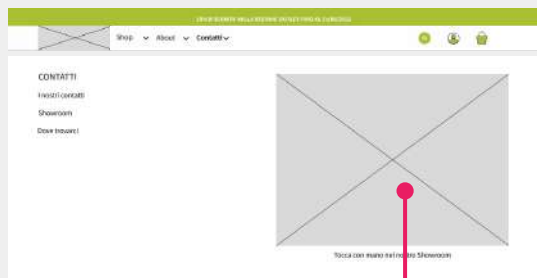 Shop About Contatti
CONTATTI
I nostri contatti
Showroom
Dove trovarci
Tocca con mano nel nostro Showroom